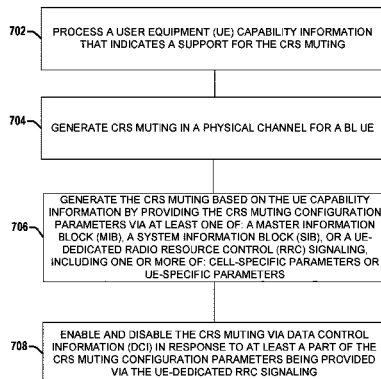 702
PROCESS A USER EQUIPMENT (UE) CAPABILITY INFORMATION
THAT INDICATES A SUPPORT FOR THE CRS MUTING
704
GENERATE CRS MUTING IN A PHYSICAL CHANNEL FOR A BL UE
706
GENERATE THE CRS MUTING BASED ON THE UE CAPABILITY
INFORMATION BY PROVIDING THE CRS MUTING CONFIGURATION
PARAMETERS VIA AT LEAST ONE OF: A MASTER INFORMATION
BLOCK (MIB), A SYSTEM INFORMATION BLOCK (SIB), OR A UE-
DEDICATED RADIO RESOURCE CONTROL (RRC) SIGNALING,
INCLUDING ONE OR MORE OF: CELL-SPECIFIC PARAMETERS OR
UE-SPECIFIC PARAMETERS
708
ENABLE AND DISABLE THE CRS MUTING VIA DATA CONTROL
INFORMATION (DCI) IN RESPONSE TO AT LEAST A PART OF THE
CRS MUTING CONFIGURATION PARAMETERS BEING PROVIDED
VIA THE UE-DEDICATED RRC SIGNALING